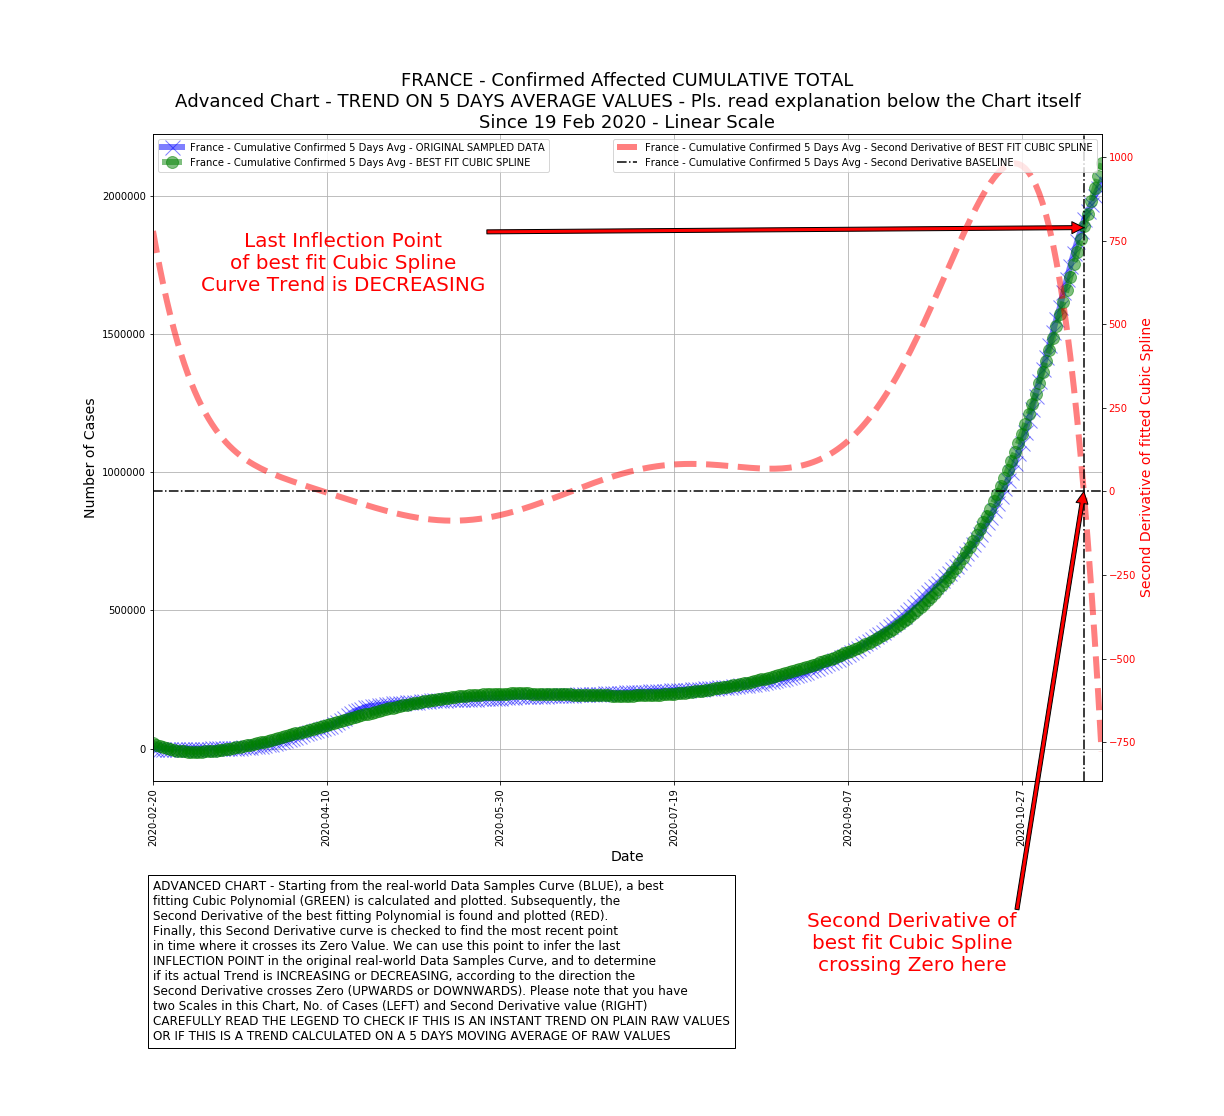 FRANCE - Confirmed Affected CUMULATIVE TOTAL
Advanced Chart - TREND ON 5 DAYS AVERAGE VALUES - Pls. read explanation below the Chart itself
Since 19 Feb 2020 - Linear Scale
France - Cumulative Confirmed 5 Days Avg - ORIGINAL SAMPLED DATA
France - Cumulative Confirmed 5 Days Avg - BEST FIT CUBIC SPLINE
France - Cumulative Confirmed 5 Days Avg - Second Derivative of BEST FIT CUBIC SPLINE
France - Cumulative Confirmed 5 Days Avg - Second Derivative BASELINE
Last Inflection Point
of best fit Cubic Spline
Curve Trend is DECREASING
Number of Cases
2000000
1500000
1000000
500000
0
1000
750
500
250
0
−250
−500
−750
Second Derivative of fitted Cubic Spline
2020-02-20
2020-04-10
2020-05-30
2020-07-19
2020-09-07
2020-10-27
Date
ADVANCED CHART - Starting from the real-world Data Samples Curve (BLUE), a best
fitting Cubic Polynomial (GREEN) is calculated and plotted. Subsequently, the
Second Derivative of the best fitting Polynomial is found and plotted (RED).
Finally, this Second Derivative curve is checked to find the most recent point
in time where it crosses its Zero Value. We can use this point to infer the last
INFLECTION POINT in the original real-world Data Samples Curve, and to determine
if its actual Trend is INCREASING or DECREASING, according to the direction the
Second Derivative crosses Zero (UPWARDS or DOWNWARDS). Please note that you have
two Scales in this Chart, No. of Cases (LEFT) and Second Derivative value (RIGHT)
CAREFULLY READ THE LEGEND TO CHECK IF THIS IS AN INSTANT TREND ON PLAIN RAW VALUES
OR IF THIS IS A TREND CALCULATED ON A 5 DAYS MOVING AVERAGE OF RAW VALUES
Second Derivative of
best fit Cubic Spline
crossing Zero here